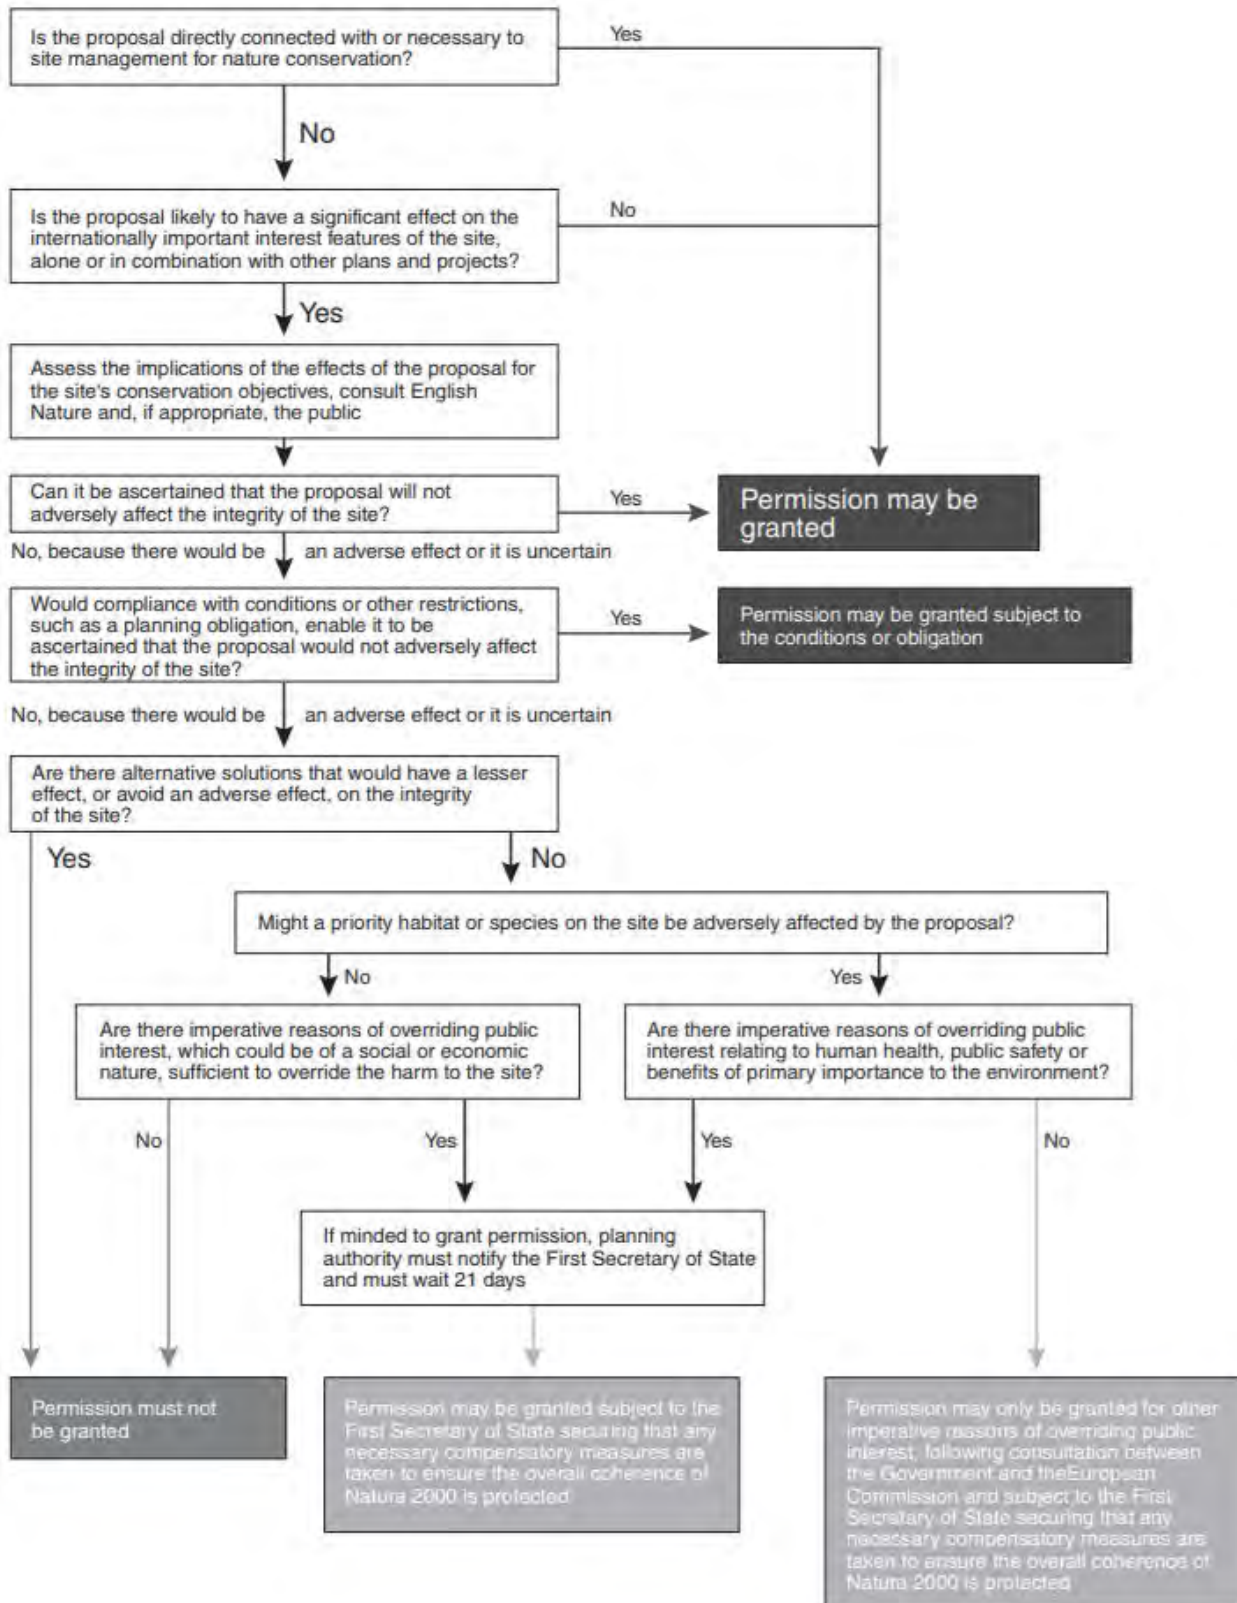 Is the proposal directly connected with or necessary to
site management for nature conservation?
Yes
No
Is the proposal likely to have a significant effect on the
internationally important interest features of the site,
alone or in combination with other plans and projects?
No
Yes
Assess the implications of the effects of the proposal for
the site's conservation objectives, consult English
Nature and, if appropriate, the public
Can it be ascertained that the proposal will not
adversely affect the integrity of the site?
Yes
Permission may be
granted
No, because there would be an adverse effect or it is uncertain
Would compliance with conditions or other restrictions,
such as a planning obligation, enable it to be
ascertained that the proposal would not adversely affect
the integrity of the site?
Yes
Permission may be granted subject to
the conditions or obligation
No, because there would be an adverse effect or it is uncertain
Are there alternative solutions that would have a lesser
effect, or avoid an adverse effect, on the integrity
of the site?
Yes
No
Might a priority habitat or species on the site be adversely affected by the proposal?
No
Yes
Are there imperative reasons of overriding public
interest, which could be of a social or economic
nature, sufficient to override the harm to the site?
Are there imperative reasons of overriding public
interest relating to human health, public safety or
benefits of primary importance to the environment?
No
Yes
Yes
No
If minded to grant permission, planning
authority must notify the First Secretary of State
and must wait 21 days
Permission must not
be granted
Permission may be granted subject to the
First Secretary of State securing that any
necessary compensatory measures are
taken to ensure the overall coherence of
Natura 2000 is protected
Permission may only be granted for other
imperative reasons of overriding public
interest, following consultation between
the Government and theEuropean
Commission and subject to the First
Secretary of State securing that any
necessary compensatory measures are
taken to ensure the overall coherence of
Natura 2000 is protected